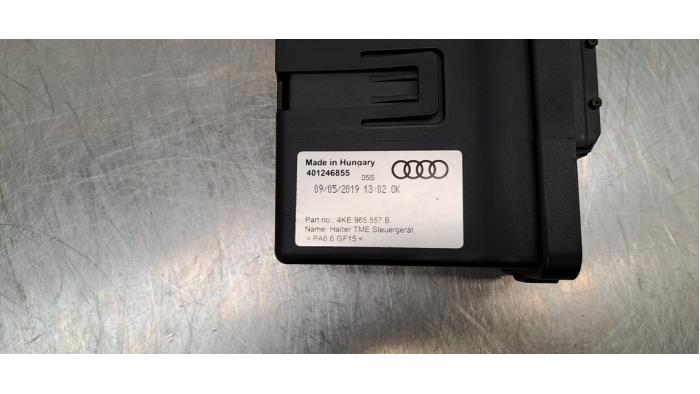 Made in Hungary
401246855 05S
09/05/2019 13:02 OK
Part no.: 4KE 965 557 B
Name: Halter TME Steuergerät
> PA6.6 GF15 <